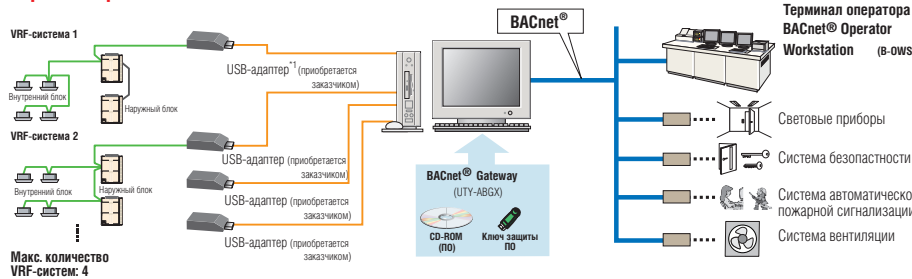 VRF-система 1
Внутренний блок
Наружный блок
VRF-система 2
Внутренний блок
Наружный блок
Макс. количество
VRF-систем: 4
USB-адаптер*1 (приобретается
заказчиком)
USB-адаптер (приобретается
заказчиком)
USB-адаптер (приобретается
заказчиком)
USB-адаптер (приобретается
заказчиком)
BACnet®
BACnet® Gateway
(UTY-ABGX)
CD-ROM
(ПО)
Ключ защиты
ПО
Терминал оператора
BACnet® Operator
Workstation (B-OWS
Световые приборы
Система безопастности
Система автоматическо
пожарной сигнализации
Система вентиляции